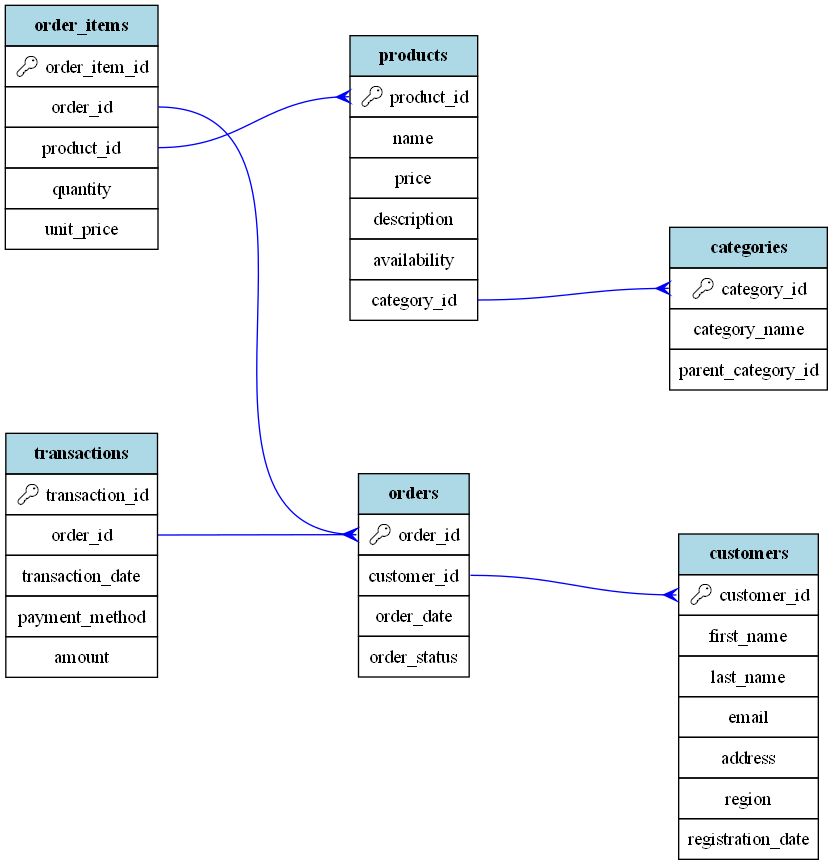 order_items
order_item_id
order_id
product_id
quantity
unit_price
products
product_id
name
price
description
availability
category_id
categories
category_id
category_name
parent_category_id
transactions
transaction_id
order_id
transaction_date
payment_method
amount
orders
order_id
customer_id
order_date
order_status
customers
customer_id
first_name
last_name
email
address
region
registration_date